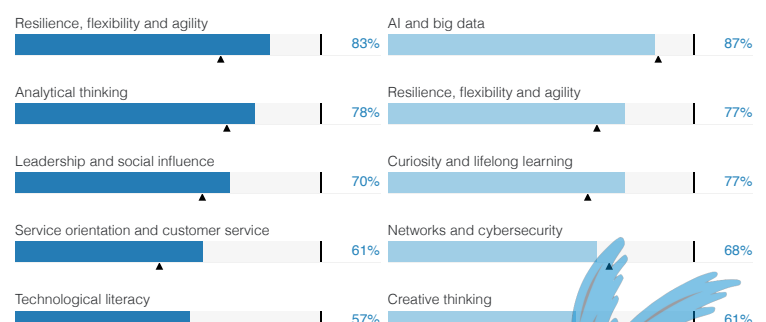 Resilience, flexibility and agility
83%
Analytical thinking
78%
Leadership and social influence
70%
Service orientation and customer service
61%
Technological literacy
57%
AI and big data
87%
Resilience, flexibility and agility
77%
Curiosity and lifelong learning
77%
Networks and cybersecurity
68%
Creative thinking
61%